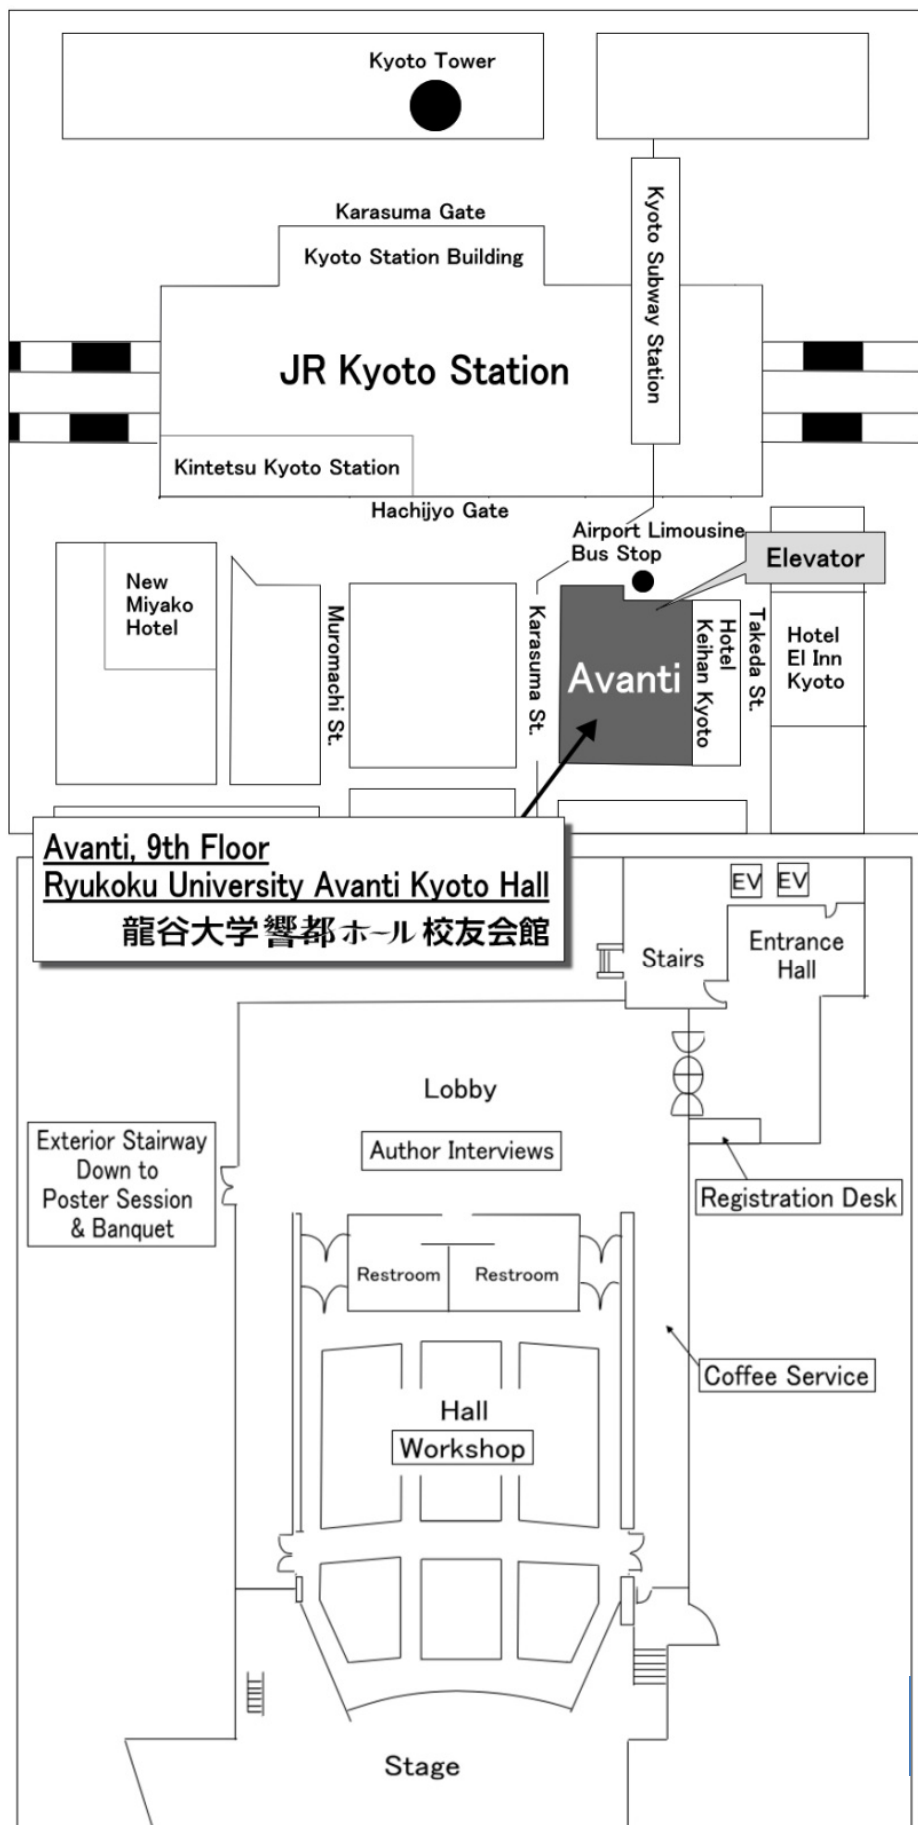 Kyoto Tower
Karasuma Gate
Kyoto Station Building
Kyoto Subway Station
JR Kyoto Station
Kintetsu Kyoto Station
Hachijyo Gate
Airport Limousine
Bus Stop
Elevator
New
Miyako
Hotel
Muromachi St.
Karasuma St.
Avanti
Hotel
Keihan Kyoto
Takeda St.
Hotel
El Inn
Kyoto
Avanti, 9th Floor
Ryukoku University Avanti Kyoto Hall
龍谷大学 響都ホール 校友会館
EV
EV
Stairs
Entrance
Hall
Lobby
Author Interviews
Exterior Stairway
Down to
Poster Session
& Banquet
Registration Desk
Restroom
Restroom
Coffee Service
Hall
Workshop
Stage